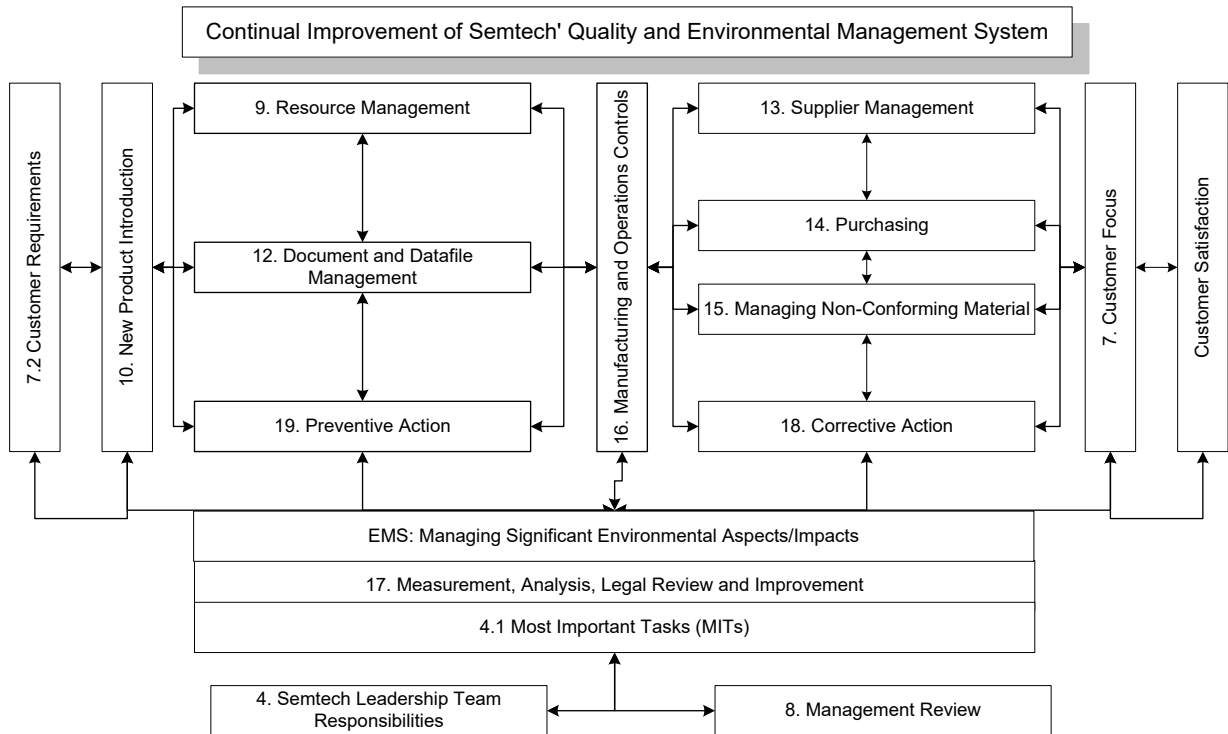 Continual Improvement of Semtech' Quality and Environmental Management System
7.2 Customer Requirements
10. New Product Introduction
9. Resource Management
12. Document and Datafile
Management
19. Preventive Action
16. Manufacturing and Operations Controls
13. Supplier Management
14. Purchasing
15. Managing Non-Conforming Material
18. Corrective Action
7. Customer Focus
Customer Satisfaction
EMS: Managing Significant Environmental Aspects/Impacts
17. Measurement, Analysis, Legal Review and Improvement
4.1 Most Important Tasks (MITs)
4. Semtech Leadership Team
Responsibilities
8. Management Review